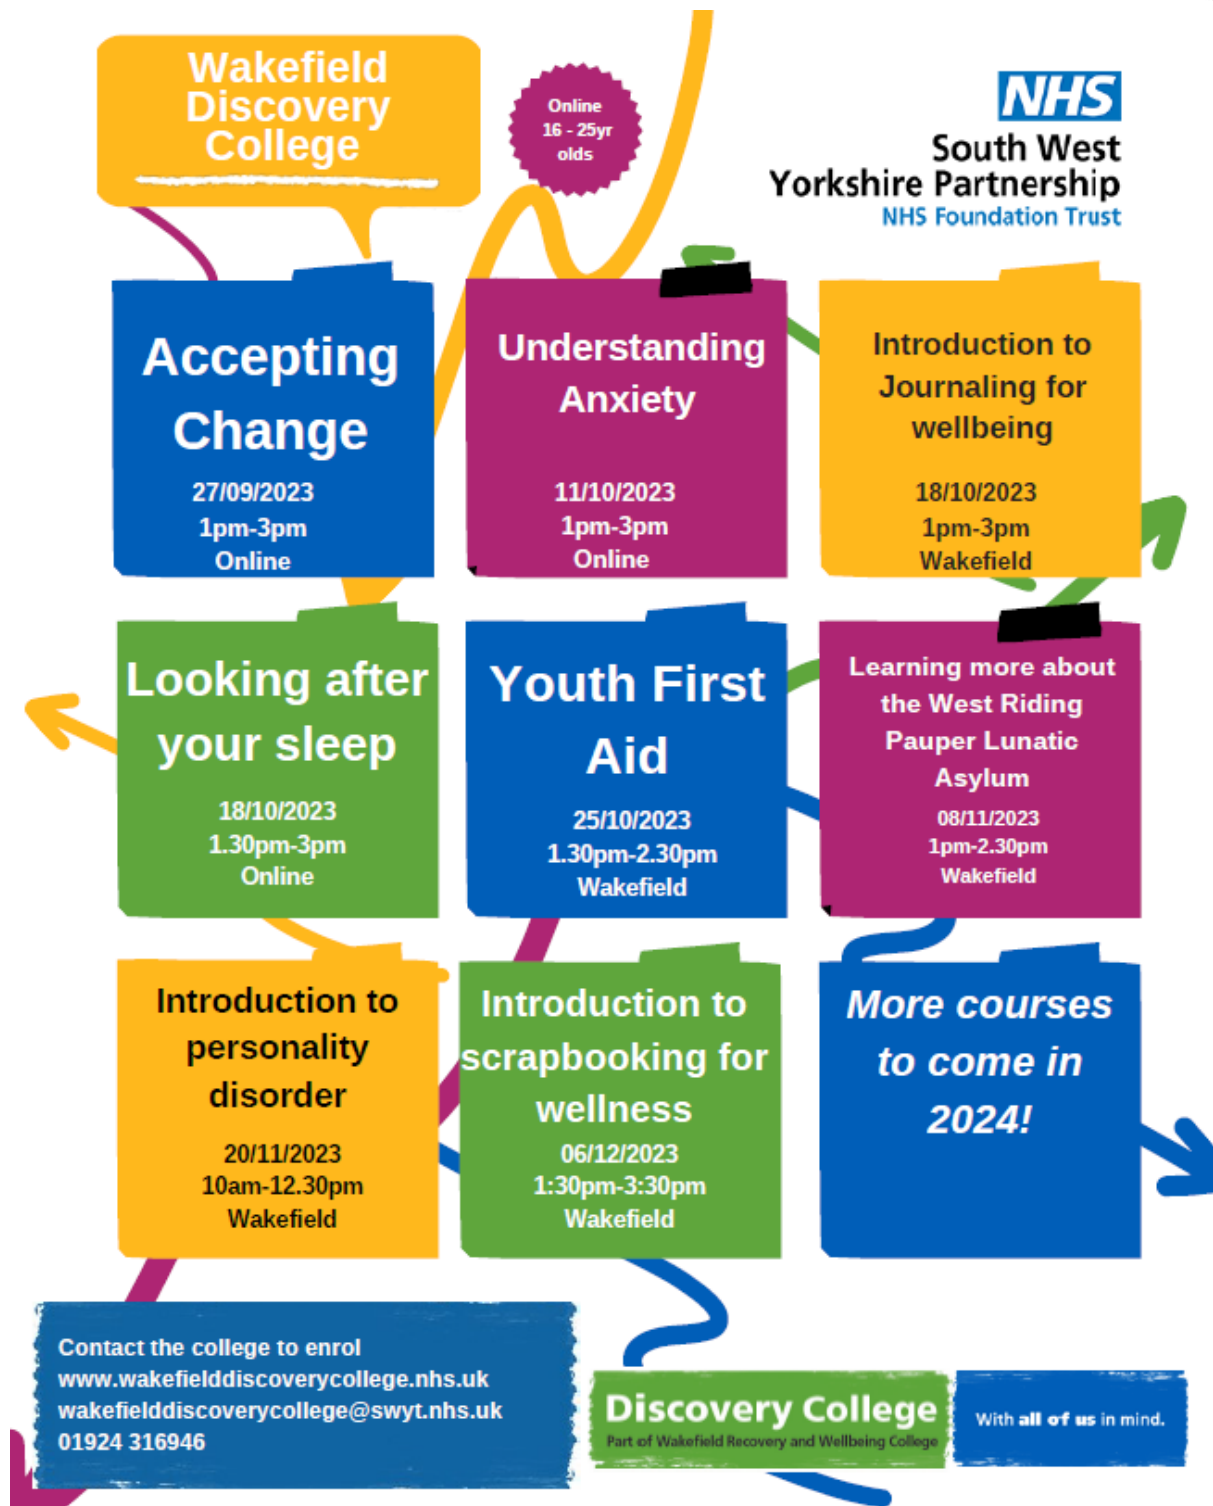 Wakefield
Discovery
College
Online
16 - 25yr
olds
NHS
South West
Yorkshire Partnership
NHS Foundation Trust
Accepting
Change
27/09/2023
1pm-3pm
Online
Understanding
Anxiety
11/10/2023
1pm-3pm
Online
Introduction to
Journaling for
wellbeing
18/10/2023
1pm-3pm
Wakefield
Looking after
your sleep
18/10/2023
1.30pm-3pm
Online
Youth First
Aid
25/10/2023
1.30pm-2.30pm
Wakefield
Learning more about
the West Riding
Pauper Lunatic
Asylum
08/11/2023
1pm-2.30pm
Wakefield
Introduction to
personality
disorder
20/11/2023
10am-12.30pm
Wakefield
Introduction to
scrapbooking for
wellness
06/12/2023
1:30pm-3:30pm
Wakefield
More courses
to come in
2024!
Contact the college to enrol
www.wakefielddiscoverycollege.nhs.uk
wakefielddiscoverycollege@swyt.nhs.uk
01924 316946
Discovery College
Part of Wakefield Recovery and Wellbeing College
With all of us in mind.